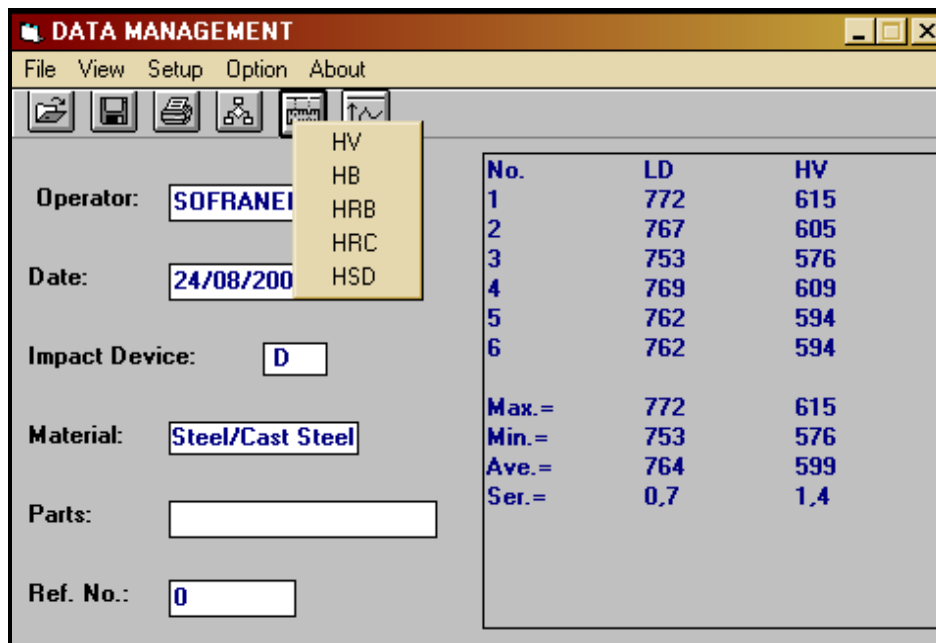 DATA MANAGEMENT
File View Setup Option About
HV
HB
HRB
HRC
HSD
Operator:
Date: 24/08/200
Impact Device: D
Material: Steel/Cast Steel
Parts:
Ref. No.: 0
No. LD HV
1 772 615
2 767 605
3 753 576
4 769 609
5 762 594
6 762 594
Max.= 772 615
Min.= 753 576
Ave.= 764 599
Ser.= 0,7 1,4